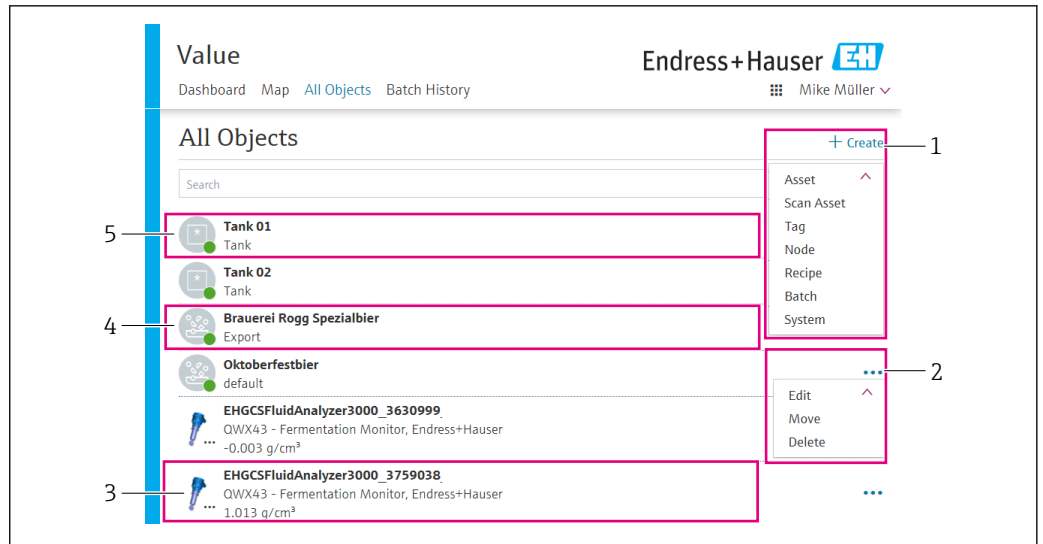 Value
Endress+Hauser EH
Dashboard Map All Objects Batch History
Mike Müller
All Objects
+ Create
1
Search
Asset
Scan Asset
Tag
Node
Recipe
Batch
System
5
Tank 01
Tank
Tank 02
Tank
4
Brauerei Rogg Spezialbier
Export
Oktoberfestbier
default
... 2
Edit
Move
Delete
EHGCSFluidAnalyzer3000_3630999_
QWX43 - Fermentation Monitor, Endress+Hauser
... -0.003 g/cm³
3
EHGCSFluidAnalyzer3000_3759038
QWX43 - Fermentation Monitor, Endress+Hauser
... 1.013 g/cm³
...